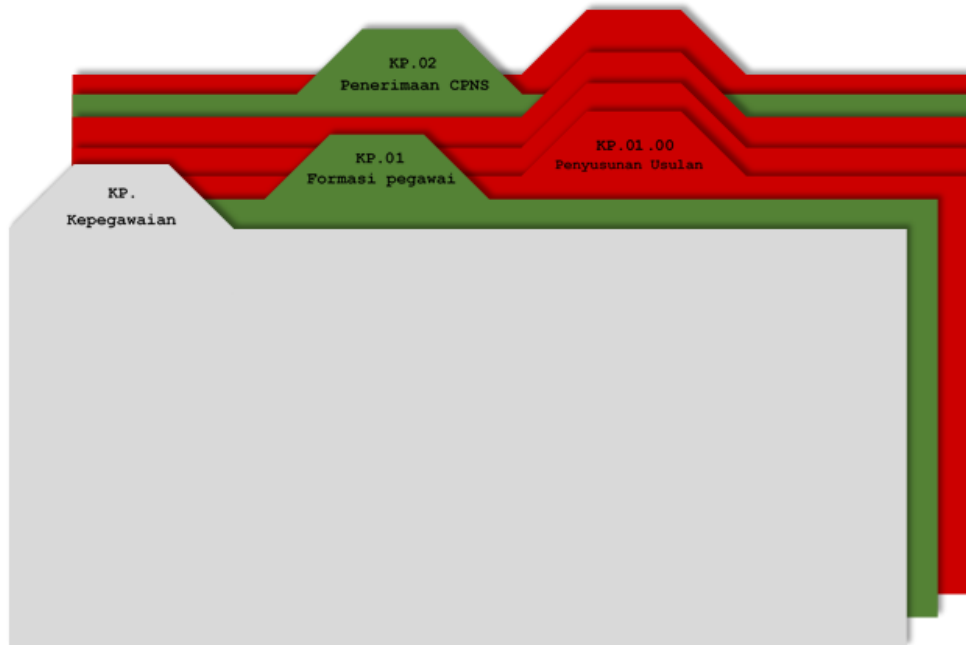 KP.02
Penerimaan CPNS
KP.01
Formasi pegawai
KP.01.00
Penyusunan Usulan
KP.
Kepegawaian